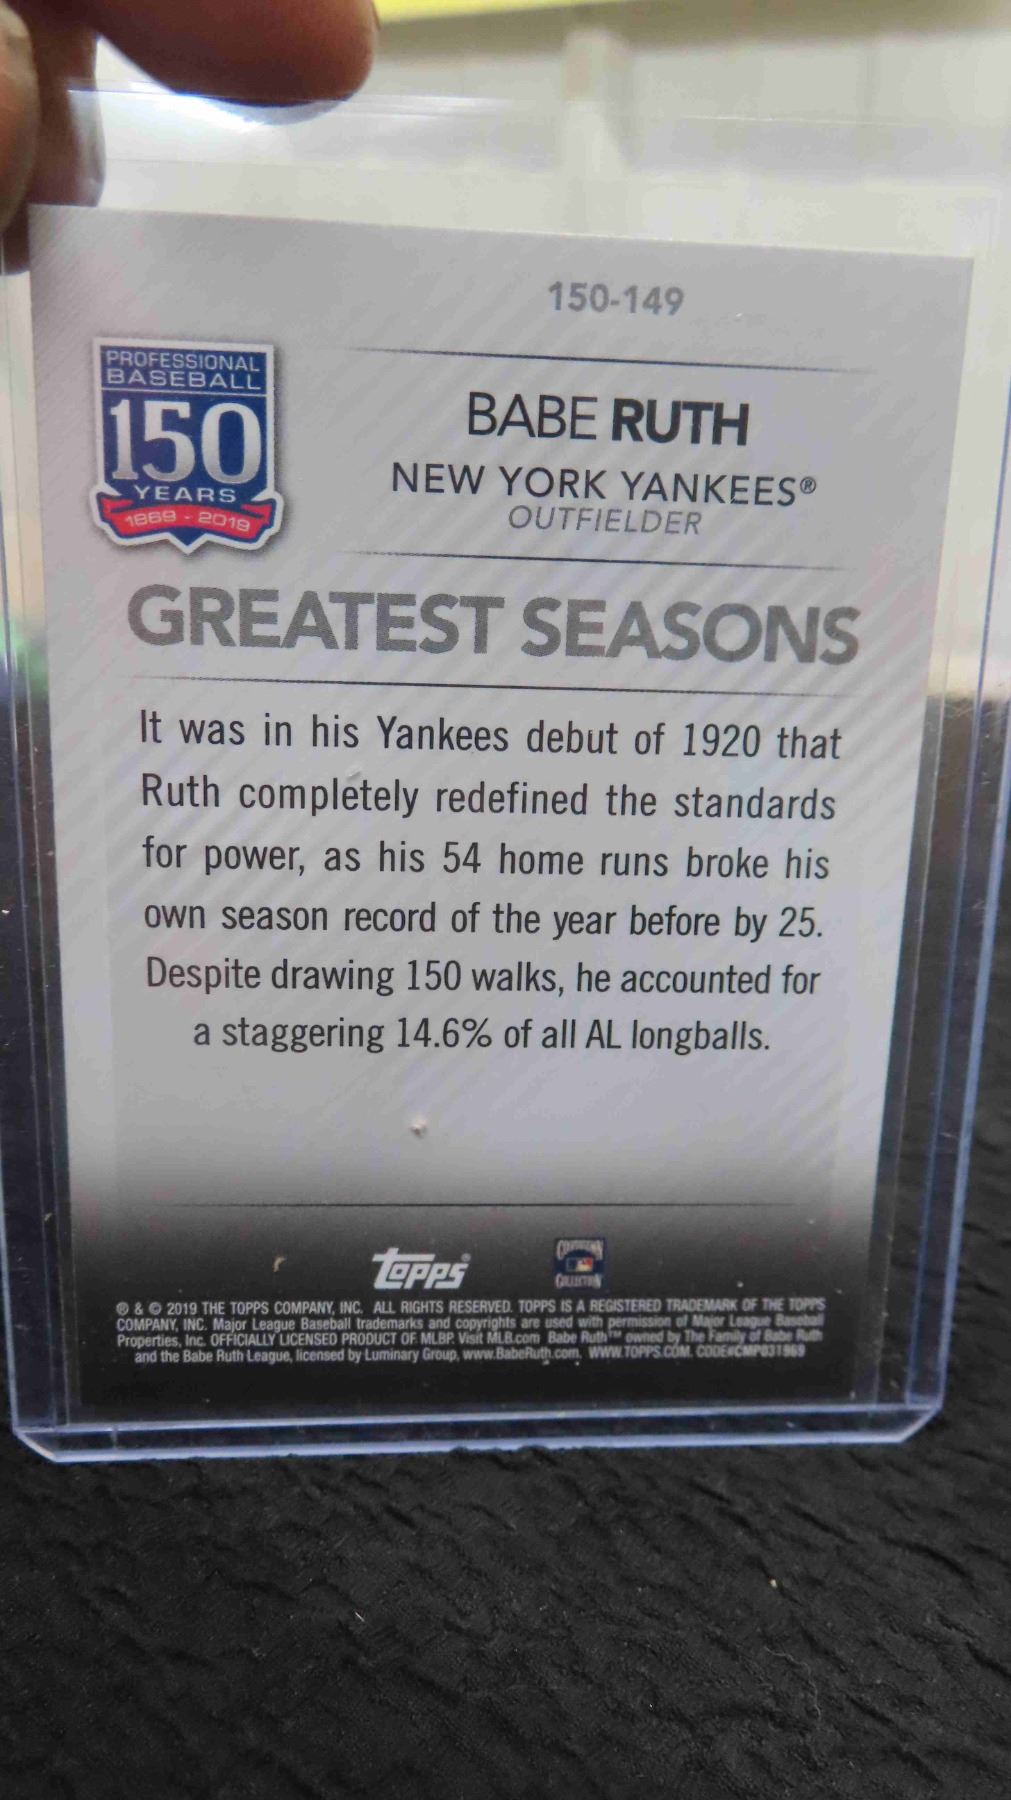 150-149
PROFESSIONAL
BASEBALL
150
YEARS
1869 - 2019
BABE RUTH
NEW YORK YANKEES®
OUTFIELDER
GREATEST SEASONS
It was in his Yankees debut of 1920 that
Ruth completely redefined the standards
for power, as his 54 home runs broke his
own season record of the year before by 25.
Despite drawing 150 walks, he accounted for
a staggering 14.6% of all AL longballs.
topps®
COOPERSTOWN
COLLECTION
® & © 2019 THE TOPPS COMPANY, INC. ALL RIGHTS RESERVED. TOPPS IS A REGISTERED TRADEMARK OF THE TOPPS
COMPANY, INC. Major League Baseball trademarks and copyrights are used with permission of Major League Baseball
Properties, Inc. OFFICIALLY LICENSED PRODUCT OF MLBP. Visit MLB.com Babe Ruth™ owned by The Family of Babe Ruth
and the Babe Ruth League, licensed by Luminary Group, www.BabeRuth.com. WWW.TOPPS.COM. CODE#CMP031969